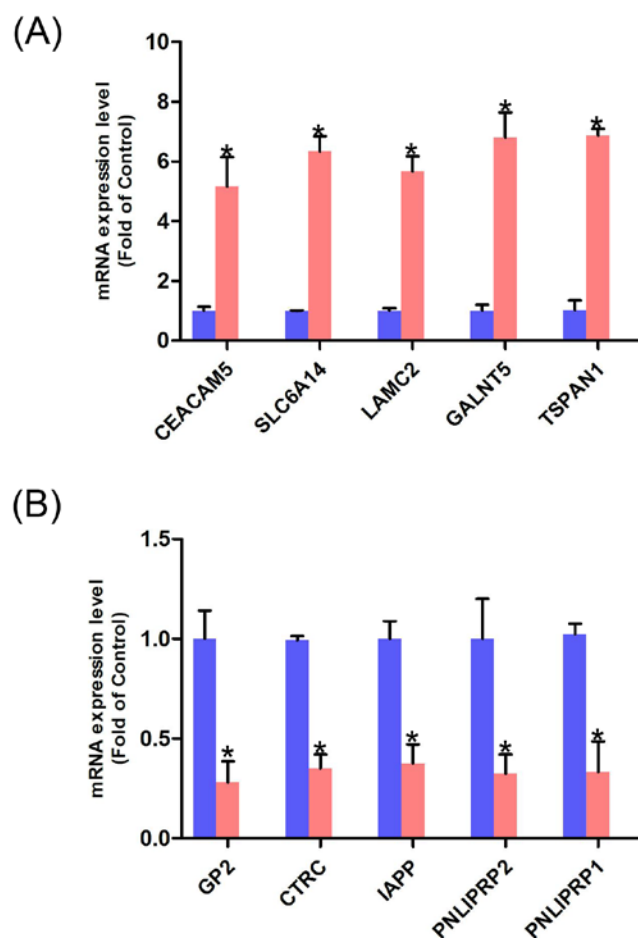 (A)
mRNA expression level
(Fold of Control)
10
8
6
4
2
0
* * * * *
CEACAM5 SLC6A14 LAMC2 GALNT5 TSPAN1
(B)
mRNA expression level
(Fold of Control)
1.5
1.0
0.5
0.0
* * * * *
GP2 CTRC IAPP PNLIPRP2 PNLIPRP1